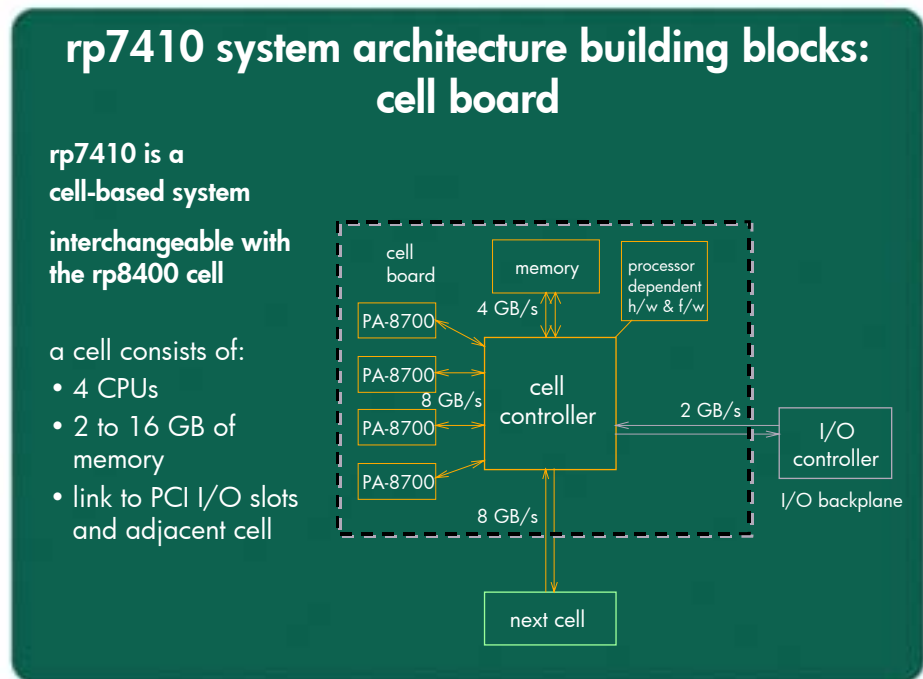 rp7410 system architecture building blocks:
cell board
rp7410 is a
cell-based system
interchangeable with
the rp8400 cell
a cell consists of:
• 4 CPUs
• 2 to 16 GB of
memory
• link to PCI I/O slots
and adjacent cell
cell
board
memory
processor
dependent
h/w & f/w
4 GB/s
PA-8700
PA-8700
8 GB/s
PA-8700
PA-8700
cell
controller
2 GB/s
I/O
controller
I/O backplane
8 GB/s
next cell